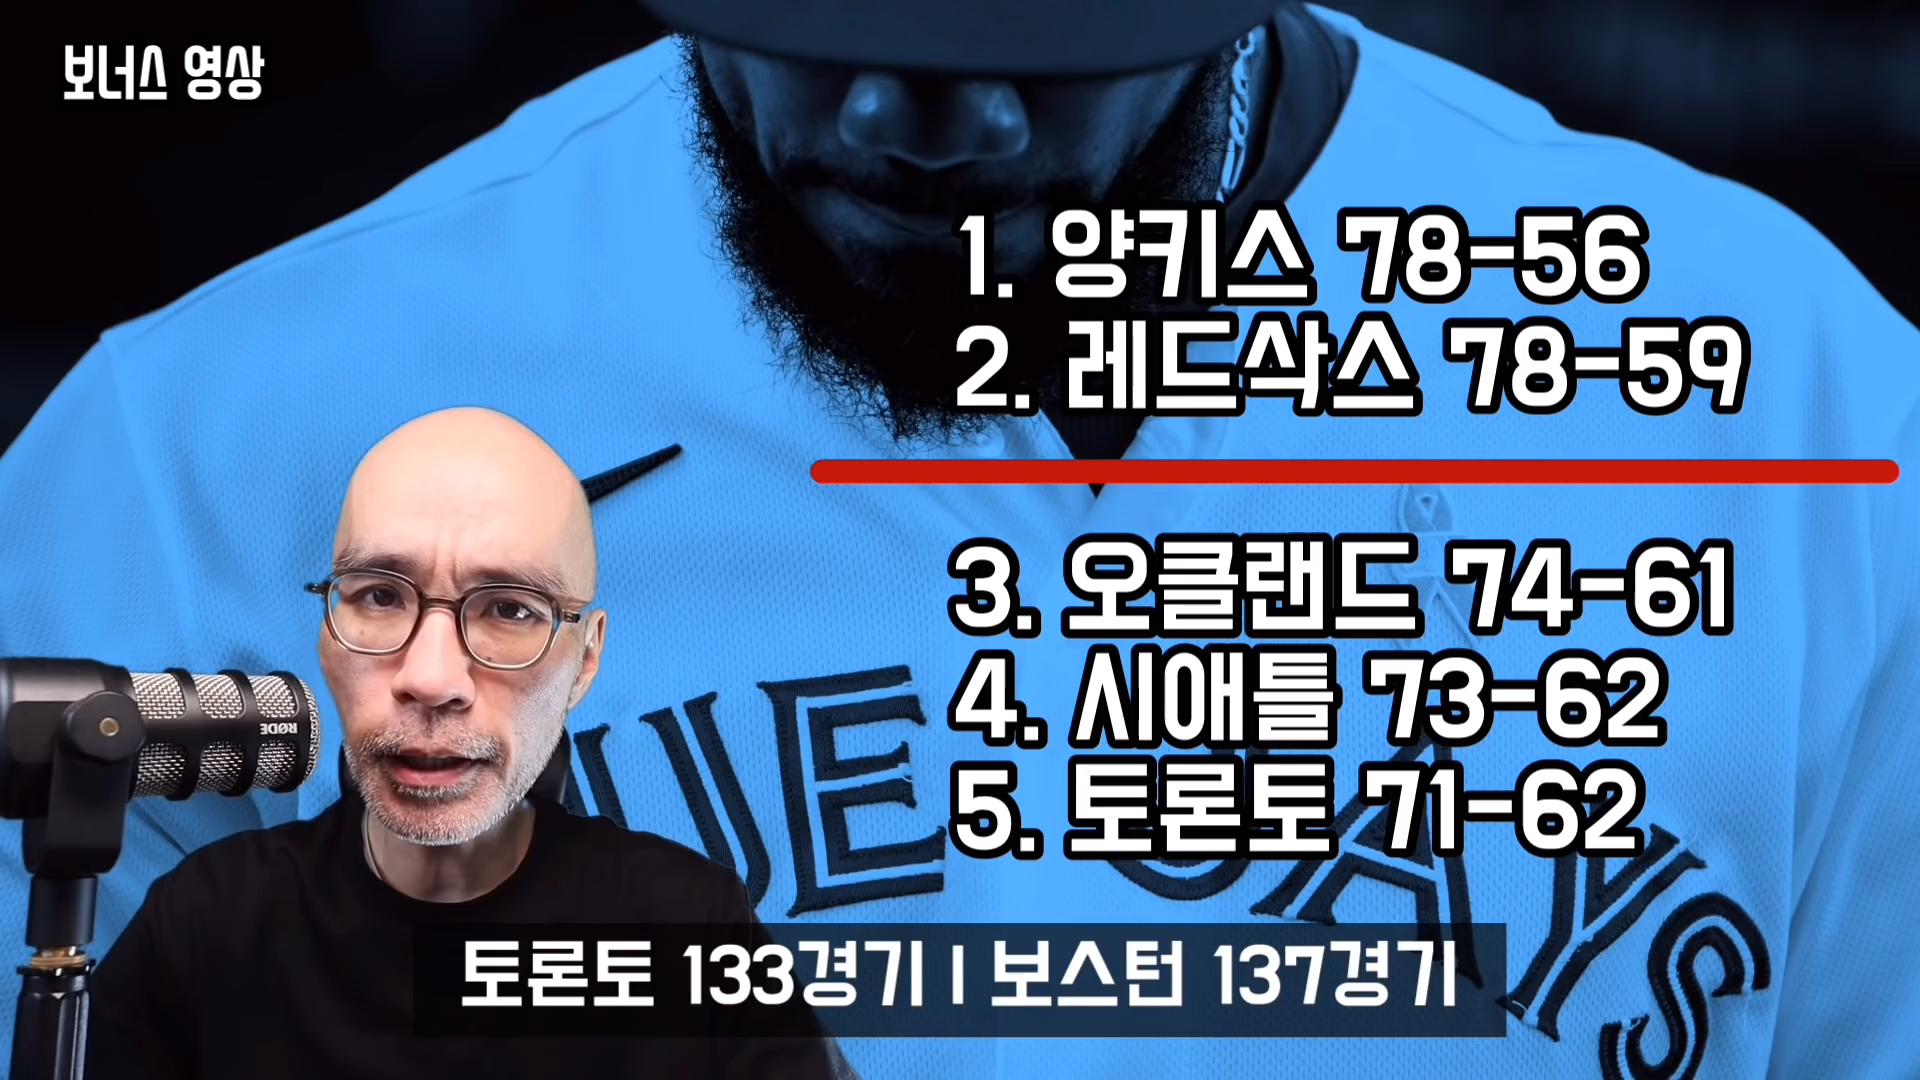 보너스 영상
1. 양키스 78-56
2. 레드삭스 78-59
3. 오클랜드 74-61
4. 시애틀 73-62
5. 토론토 71-62
RØDE
토론토 133경기 | 보스턴 137경기